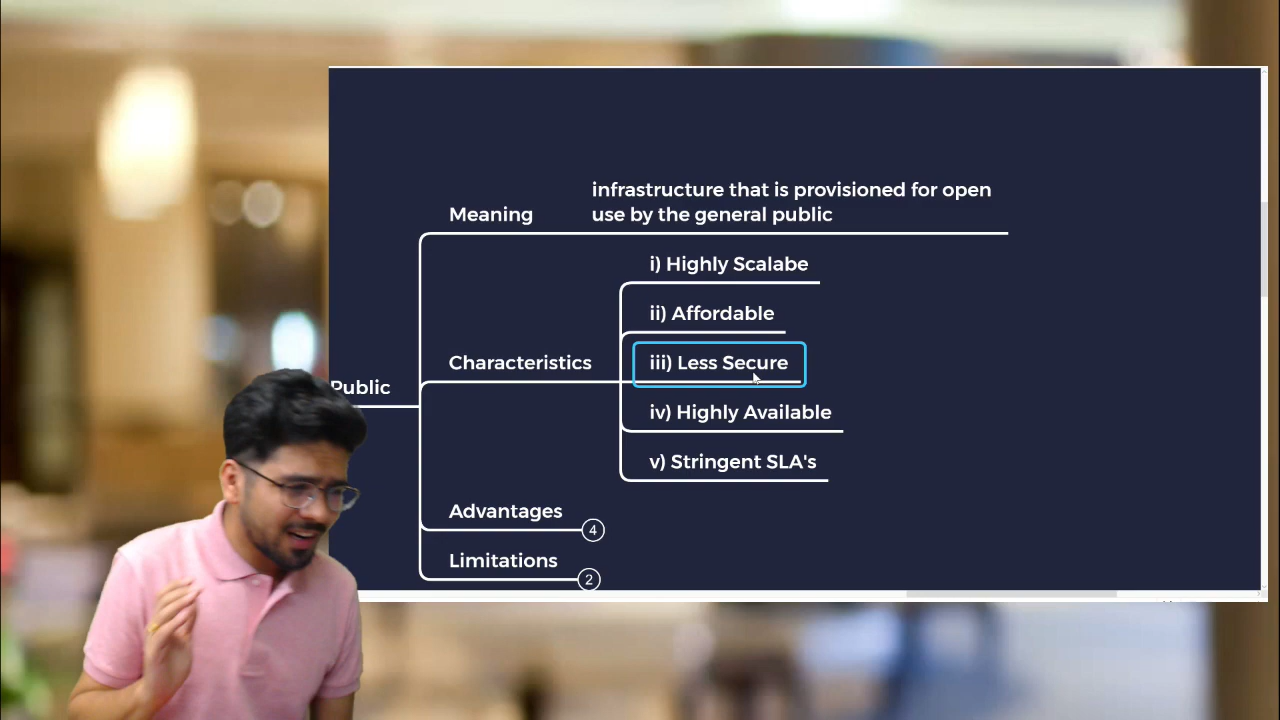 infrastructure that is provisioned for open
Meaning use by the general public
i) Highly Scalabe
ii) Affordable
Characteristics iii) Less Secure
Public
iv) Highly Available
v) Stringent SLA's
Advantages 4
Limitations 2